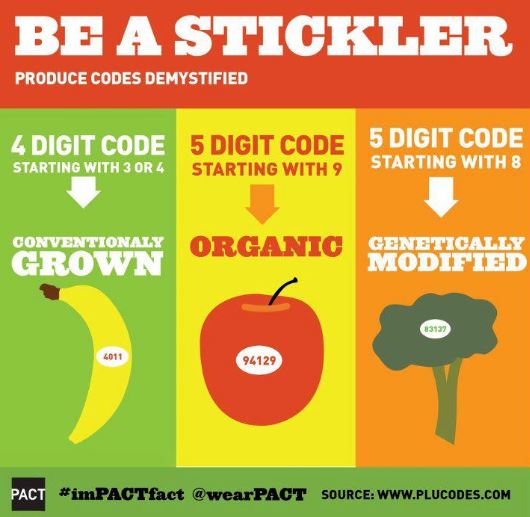 BE A STICKLER
PRODUCE CODES DEMYSTIFIED
4 DIGIT CODE
STARTING WITH 3 OR 4
CONVENTIONALY
GROWN
4011
5 DIGIT CODE
STARTING WITH 9
ORGANIC
94129
5 DIGIT CODE
STARTING WITH 8
GENETICALLY
MODIFIED
83137
PACT #imPACTfact @wearPACT SOURCE: WWW.PLUCODES.COM